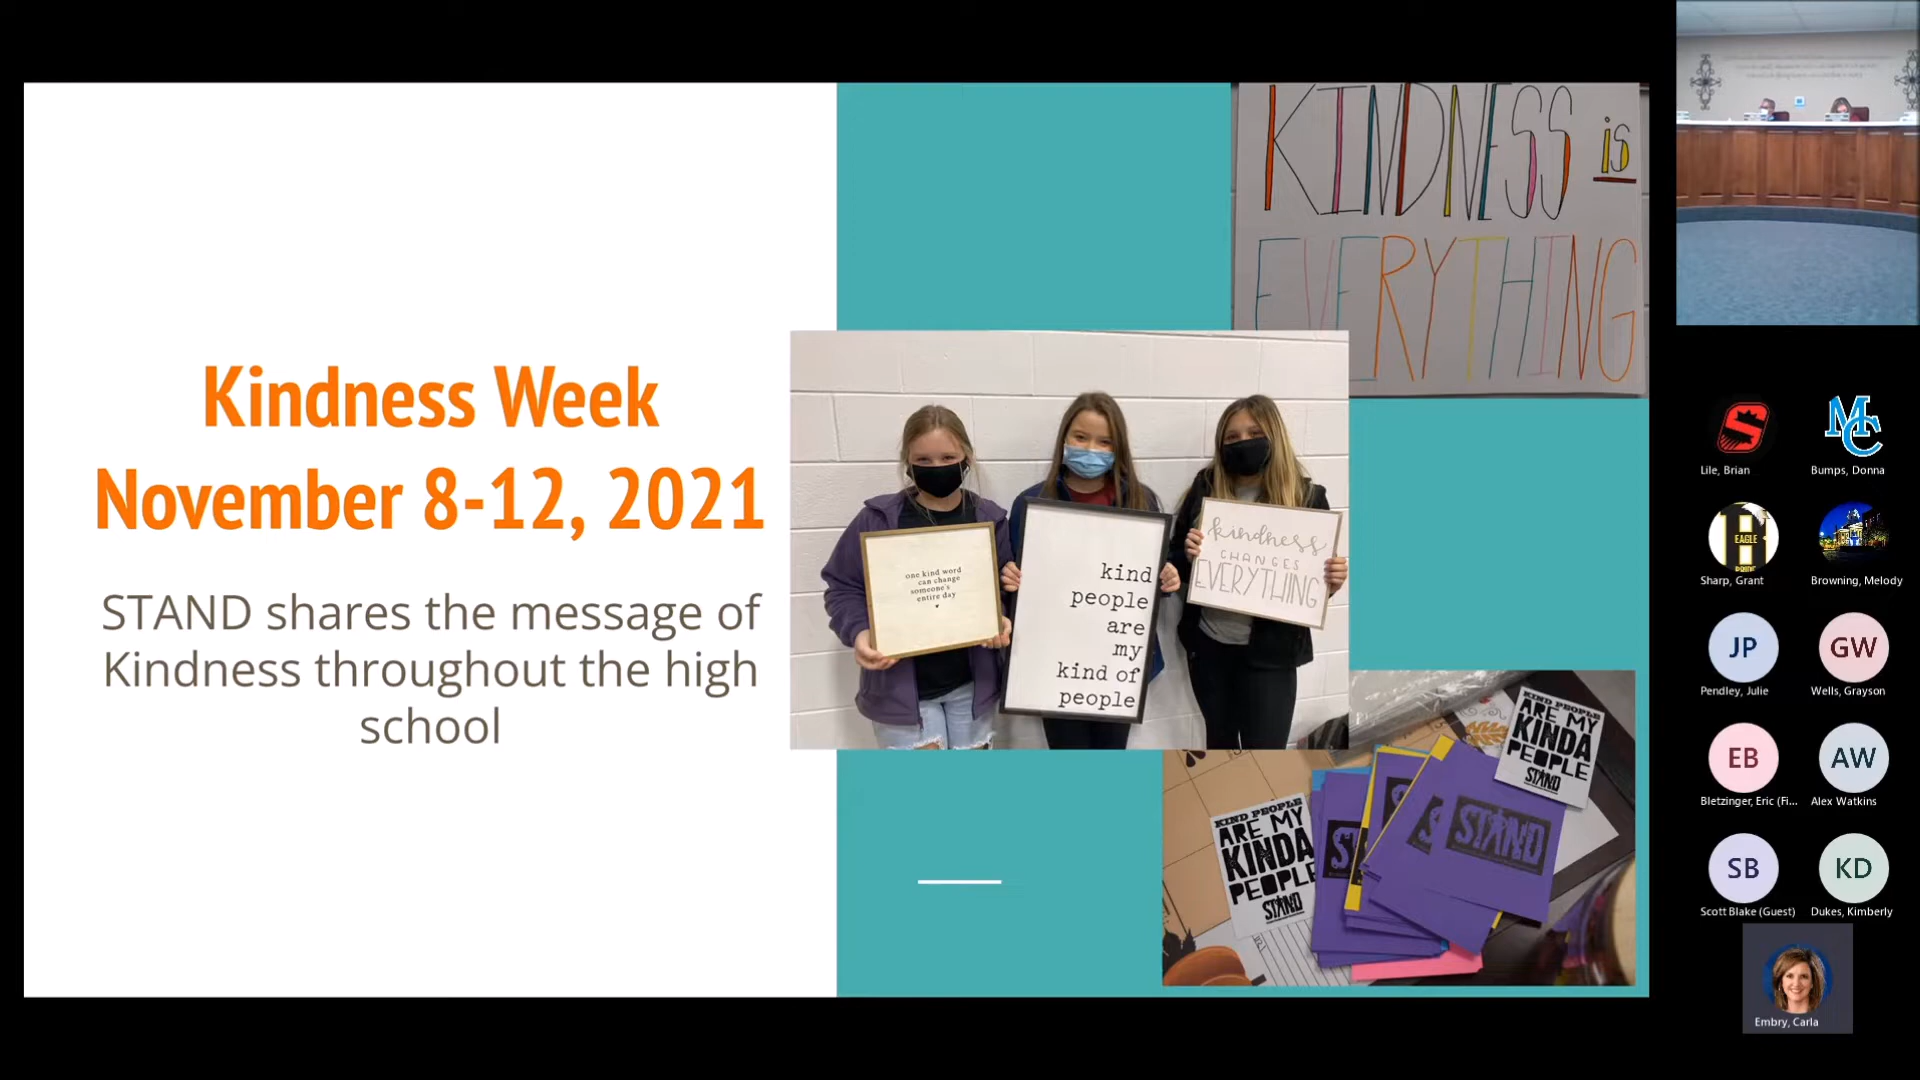 Kindness Week
November 8-12, 2021
STAND shares the message of
Kindness throughout the high
school
KINDNESS is
EVERYTHING
one kind word
can change
someone's
entire day
kind
people
are
my
kind of
people
kindness
CHANGES
EVERYTHING
KIND PEOPLE
ARE MY
KINDA
PEOPLE
STAND
KIND PEOPLE
ARE MY
KINDA
PEOPLE
STAND
STAND
Lile, Brian
MC
Bumps, Donna
H
EAGLE
Sharp, Grant
Browning, Melody
JP
Pendley, Julie
GW
Wells, Grayson
EB
Bletzinger, Eric (Fi...
AW
Alex Watkins
SB
Scott Blake (Guest)
KD
Dukes, Kimberly
Embry, Carla